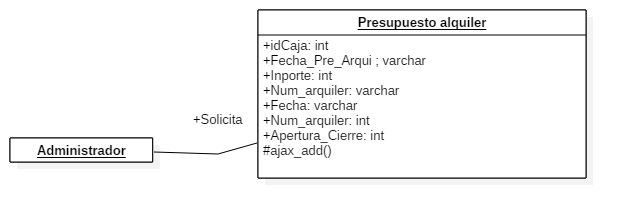 Presupuesto alquiler
+idCaja: int
+Fecha_Pre_Arqui ; varchar
+Inporte: int
+Num_arquiler: varchar
+Fecha: varchar
+Num_arquiler: int
+Apertura_Cierre: int
#ajax_add()
+Solicita
Administrador